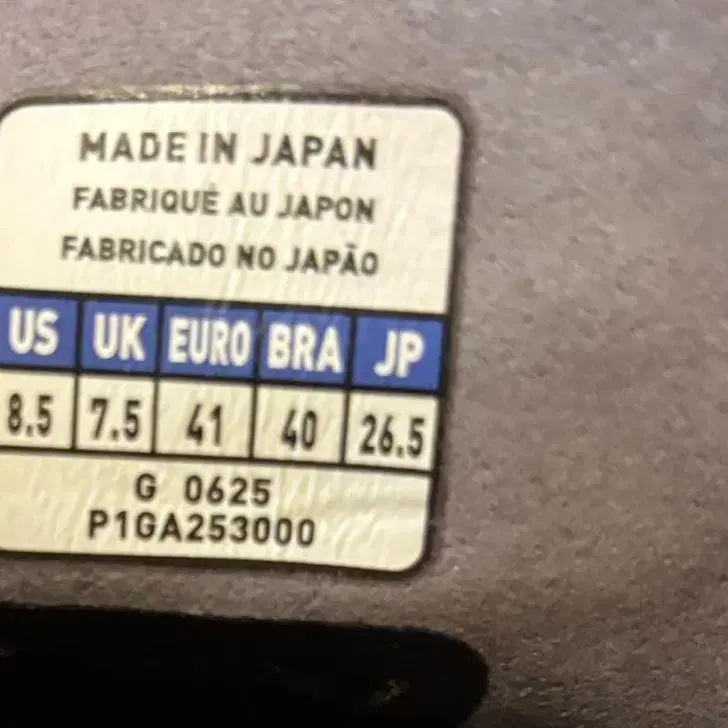 MADE IN JAPAN
FABRIQUÉ AU JAPON
FABRICADO NO JAPÃO
US UK EURO BRA JP
8.5 7.5 41 40 26.5
G 0625
P1GA253000